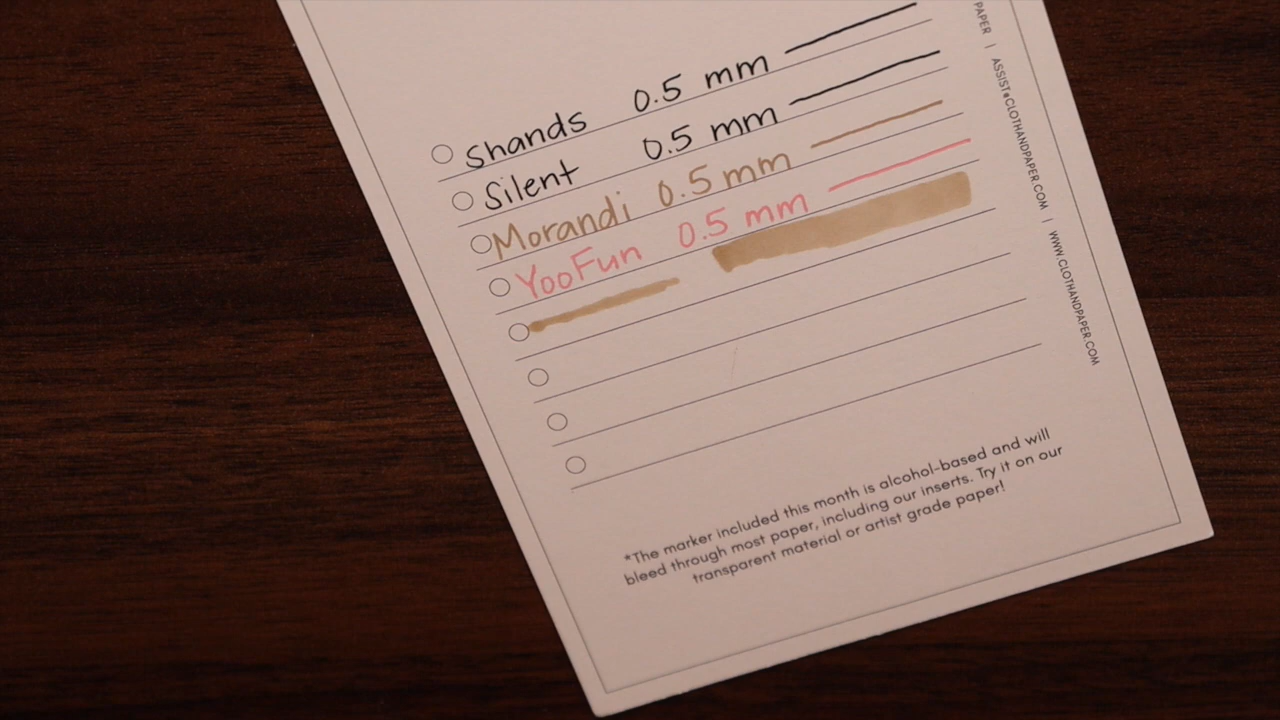 Shands 0.5 mm
Silent 0.5 mm
Morandi 0.5 mm
YooFun 0.5 mm
*The marker included this month is alcohol-based and will
bleed through most paper, including our inserts. Try it on our
transparent material or artist grade paper!
PAPER | ASSIST@CLOTHANDPAPER.COM | WWW.CLOTHANDPAPER.COM